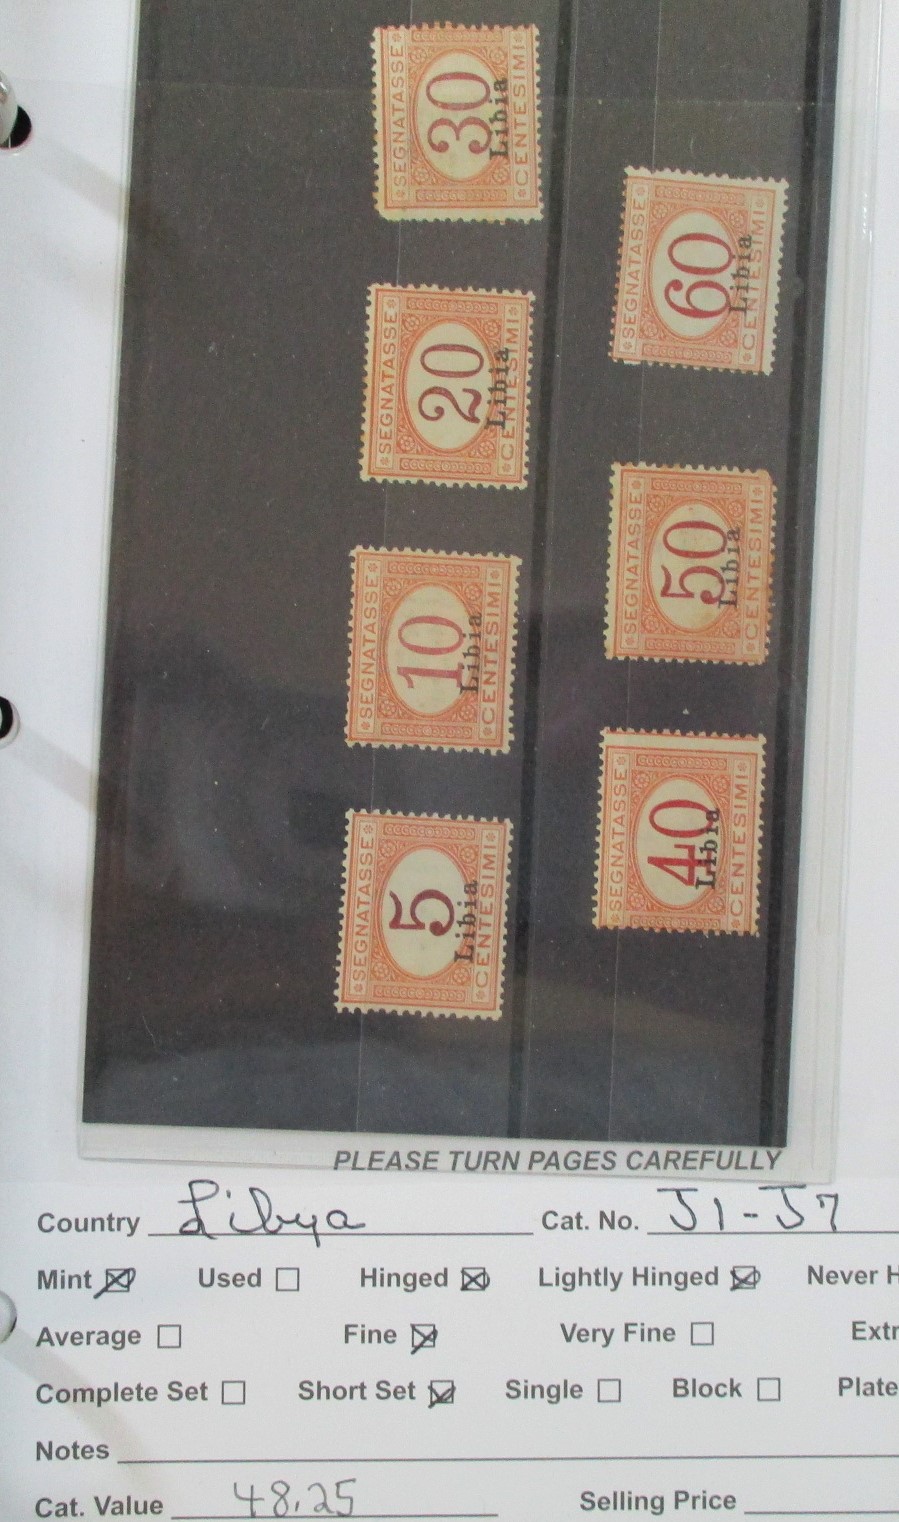 SEGNATASSE 30 Libia CENTESIMI
SEGNATASSE 60 Libia CENTESIMI
SEGNATASSE 20 Libia CENTESIMI
SEGNATASSE 50 Libia CENTESIMI
SEGNATASSE 10 Libia CENTESIMI
SEGNATASSE 40 Libia CENTESIMI
SEGNATASSE 5 Libia CENTESIMI
PLEASE TURN PAGES CAREFULLY
Country Libya Cat. No. J1-J7
Mint Used Hinged Lightly Hinged Never H
Average Fine Very Fine Extr
Complete Set Short Set Single Block Plate
Notes
Cat. Value 48.25 Selling Price